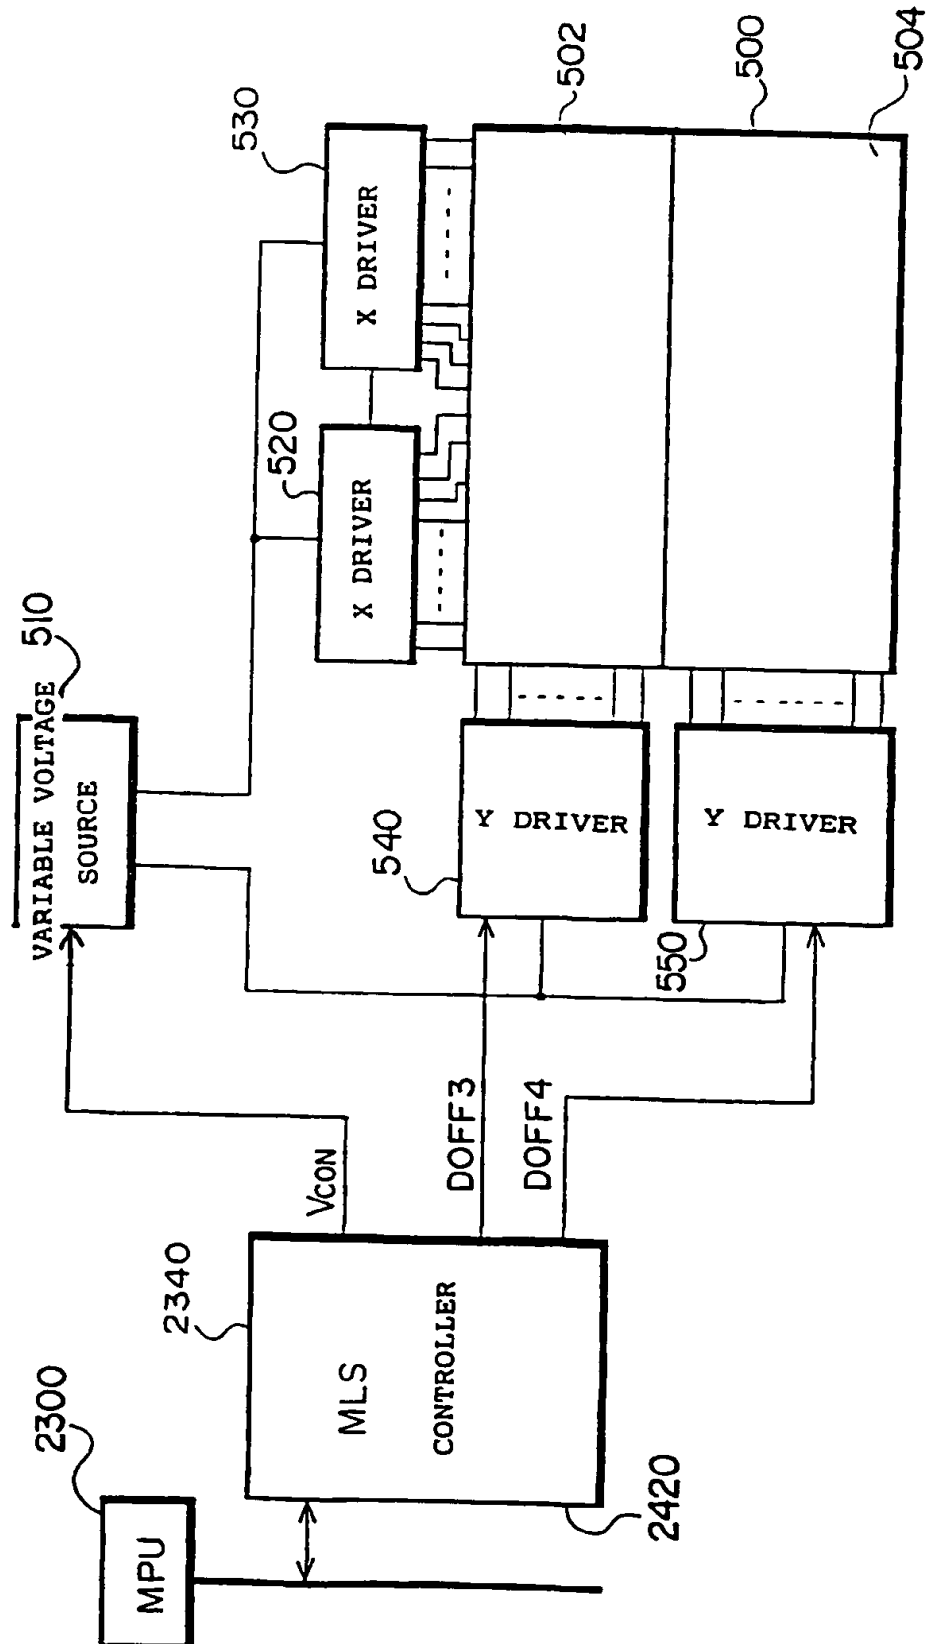 MPU
2300
MLS
CONTROLLER
2340
2420
VCON
DOFF3
DOFF4
VARIABLE VOLTAGE
SOURCE
510
Y DRIVER
540
Y DRIVER
550
X DRIVER
520
X DRIVER
530
502
500
504